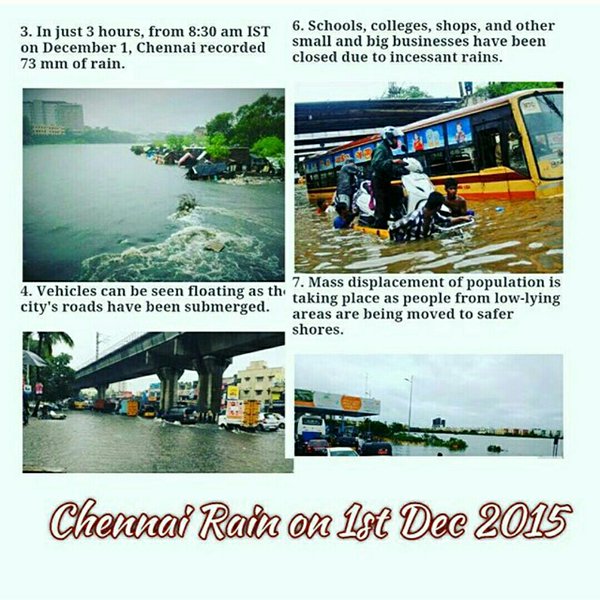 3. In just 3 hours, from 8:30 am IST
on December 1, Chennai recorded
73 mm of rain.
4. Vehicles can be seen floating as the
city's roads have been submerged.
6. Schools, colleges, shops, and other
small and big businesses have been
closed due to incessant rains.
7. Mass displacement of population is
taking place as people from low-lying
areas are being moved to safer
shores.
Chennai Rain on 1st Dec 2015